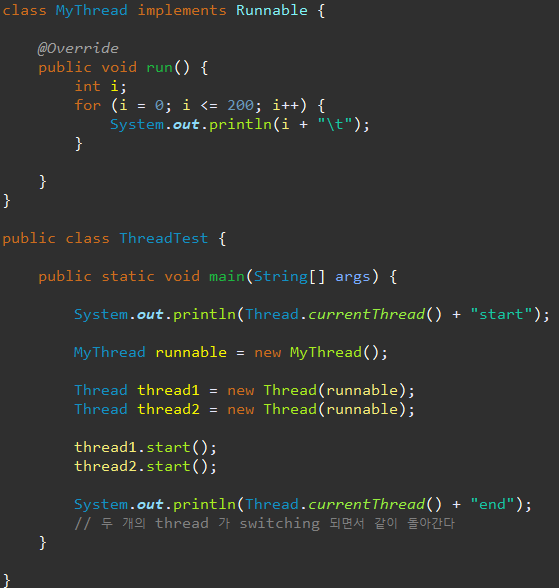 class MyThread implements Runnable {
@Override
public void run() {
int i;
for (i = 0; i <= 200; i++) {
System.out.println(i + "\t");
}
}
}
public class ThreadTest {
public static void main(String[] args) {
System.out.println(Thread.currentThread() + "start");
MyThread runnable = new MyThread();
Thread thread1 = new Thread(runnable);
Thread thread2 = new Thread(runnable);
thread1.start();
thread2.start();
System.out.println(Thread.currentThread() + "end");
// 두 개의 thread 가 switching 되면서 같이 돌아간다
}
}